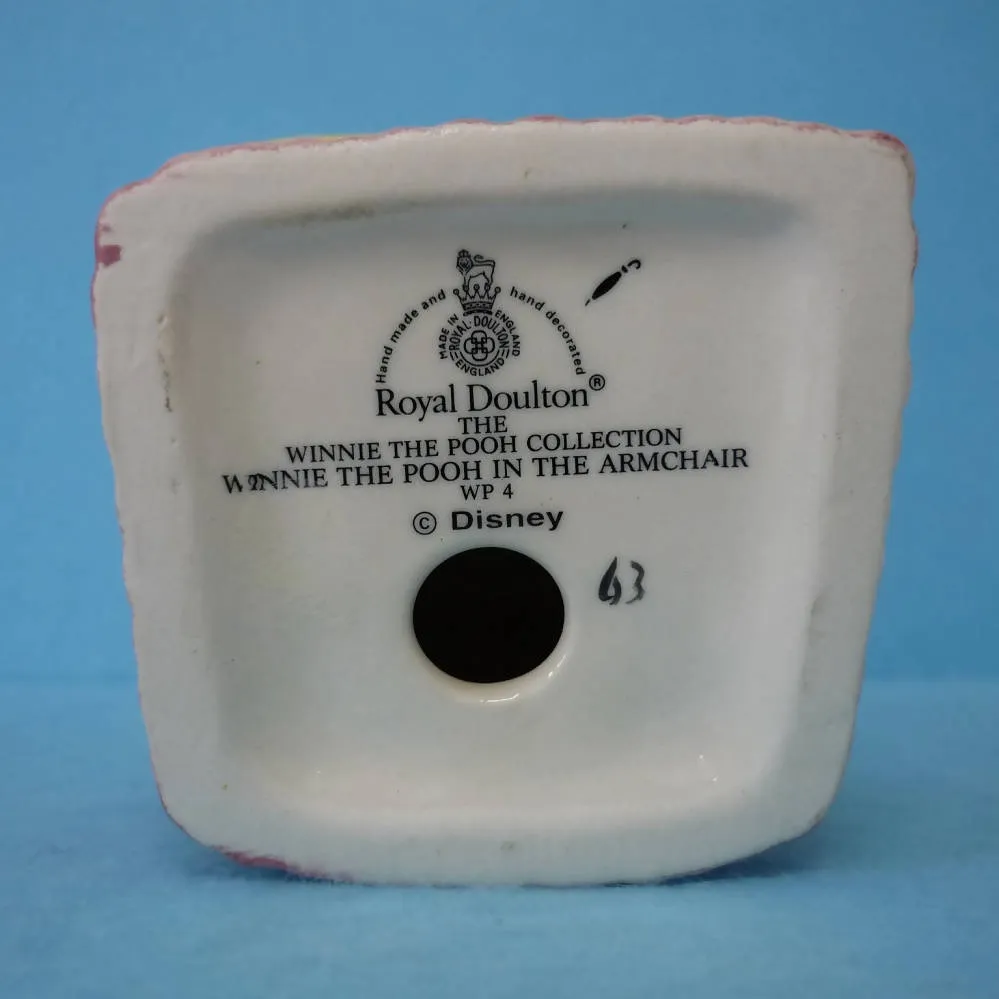 Hand made and hand decorated
MADE IN ENGLAND
ROYAL·DOULTON
ENGLAND
Royal Doulton®
THE
WINNIE THE POOH COLLECTION
WINNIE THE POOH IN THE ARMCHAIR
WP 4
© Disney
63